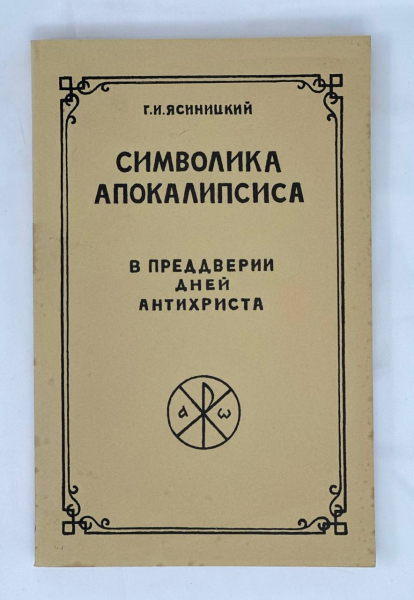 Г.И.ЯСИНИЦКИЙ
СИМВОЛИКА
АПОКАЛИПСИСА
В ПРЕДДВЕРИИ
ДНЕЙ
АНТИХРИСТА
α ω